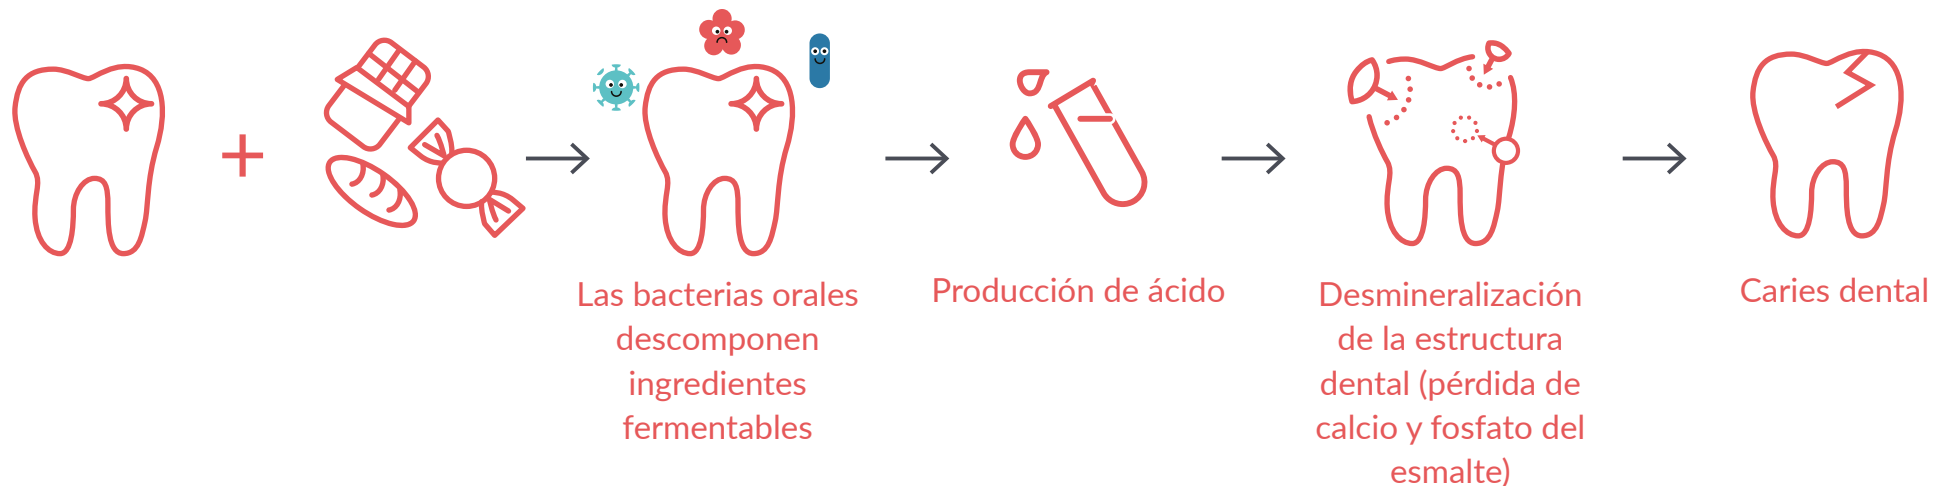 Las bacterias orales
descomponen
ingredientes
fermentables
Producción de ácido
Desmineralización
de la estructura
dental (pérdida de
calcio y fosfato del
esmalte)
Caries dental